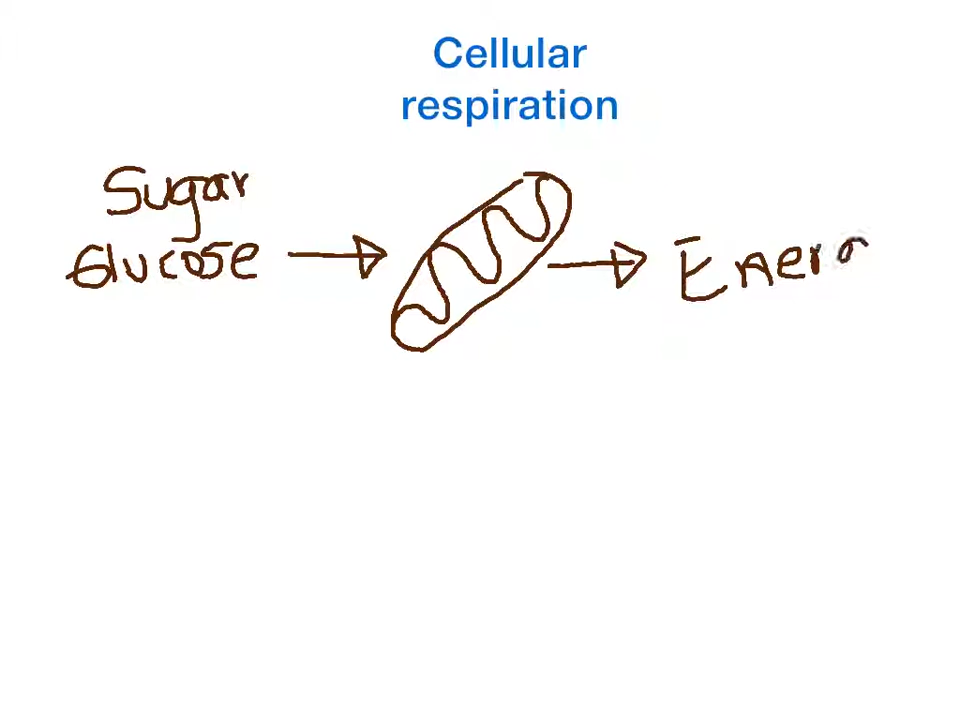 Cellular
respiration
Sugar
Glucose
Ener